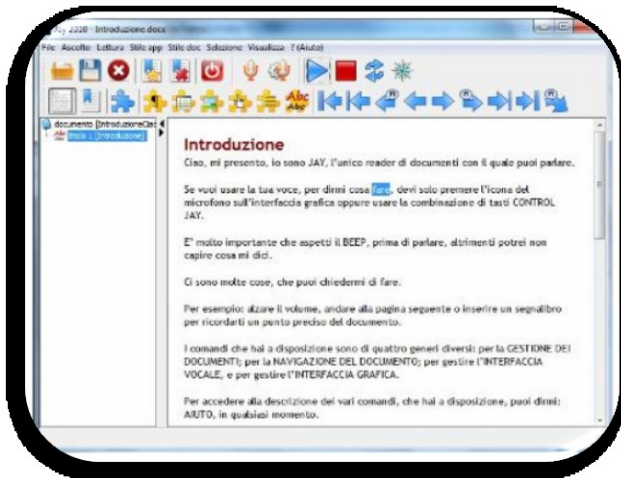 Jay 2010 - Introduzione.docx
File Ascolto Lettura Stile app Stile doc Selezione Visualizza ? (Aiuto)
Abc
Abc
documento [IntroduzioneClas
titolo 1 [Introduzione]
Introduzione
Ciao, mi presento, io sono JAY, l'unico reader di documenti con il quale puoi parlare.
Se vuoi usare la tua voce, per dirmi cosa fare, devi solo premere l'icona del
microfono sull'interfaccia grafica oppure usare la combinazione di tasti CONTROL
JAY.
E' molto importante che aspetti il BEEP, prima di parlare, altrimenti potrei non
capire cosa mi dici.
Ci sono molte cose, che puoi chiedermi di fare.
Per esempio: alzare il volume, andare alla pagina seguente o inserire un segnalibro
per ricordarti un punto preciso del documento.
I comandi che hai a disposizione sono di quattro generi diversi: per la GESTIONE DEI
DOCUMENTI; per la NAVIGAZIONE DEL DOCUMENTO; per gestire l'INTERFACCIA
VOCALE, e per gestire l'INTERFACCIA GRAFICA.
Per accedere alla descrizione dei vari comandi, che hai a disposizione, puoi dirmi:
AIUTO, in qualsiasi momento.